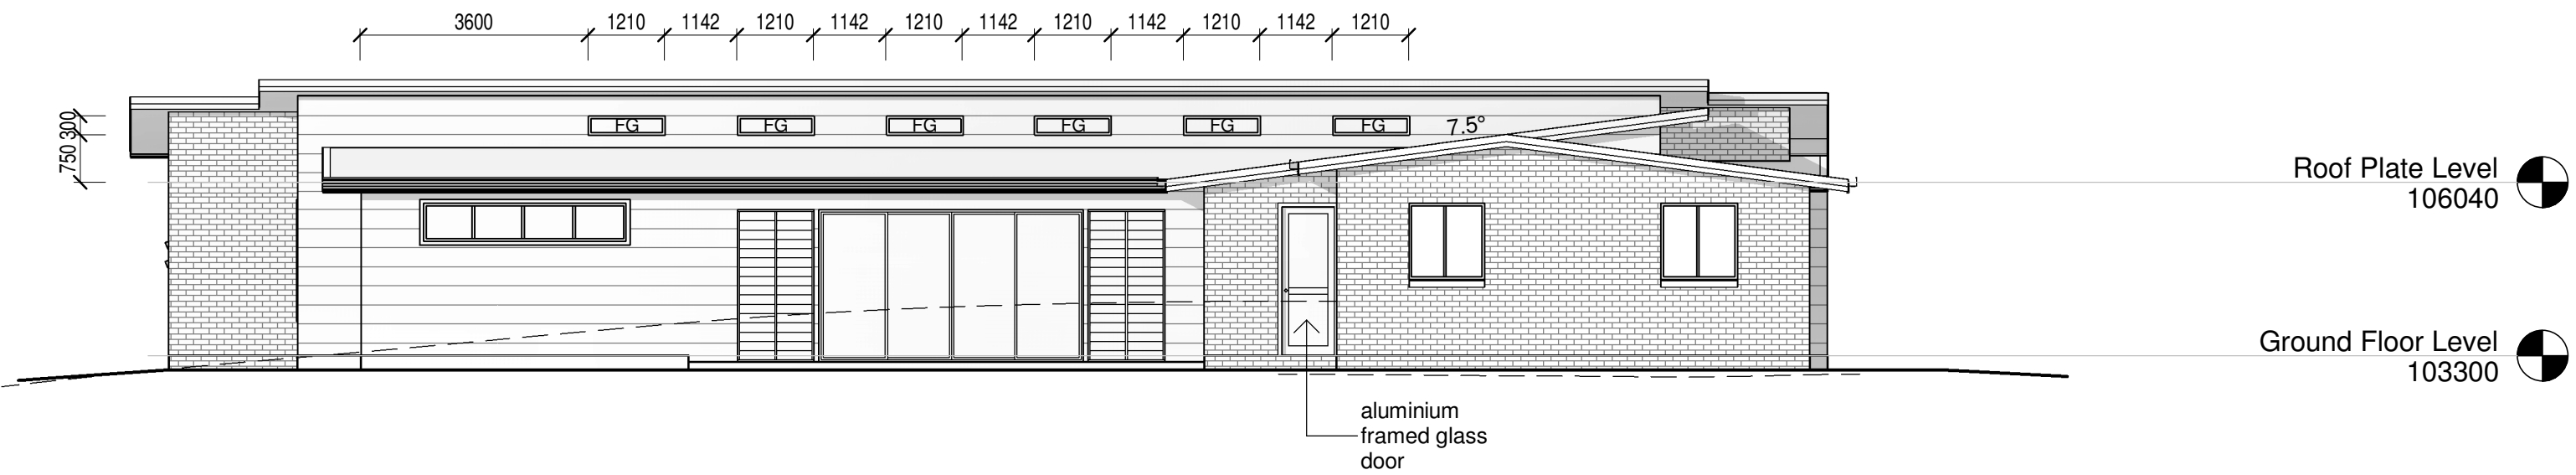 3600 1210 1142 1210 1142 1210 1142 1210 1142 1210 1142 1210
300
750
FG FG FG FG FG FG
7.5°
Roof Plate Level
106040
Ground Floor Level
103300
aluminium
framed glass
door